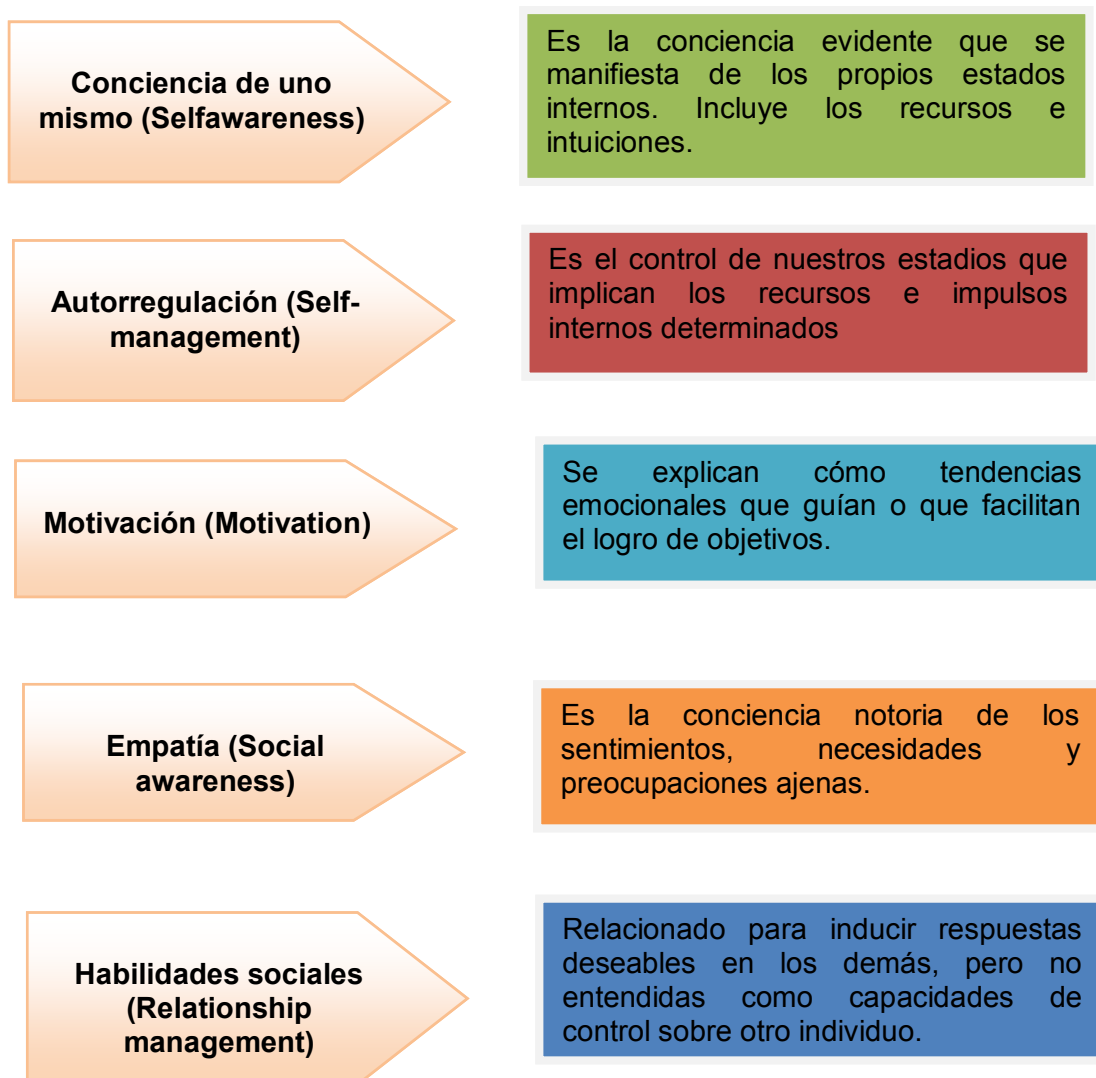 Conciencia de uno
mismo (Selfawareness)
Es la conciencia evidente que se
manifiesta de los propios estados
internos. Incluye los recursos e
intuiciones.
Autorregulación (Self-
management)
Es el control de nuestros estadios que
implican los recursos e impulsos
internos determinados
Motivación (Motivation)
Se explican cómo tendencias
emocionales que guían o que facilitan
el logro de objetivos.
Empatía (Social
awareness)
Es la conciencia notoria de los
sentimientos, necesidades y
preocupaciones ajenas.
Habilidades sociales
(Relationship
management)
Relacionado para inducir respuestas
deseables en los demás, pero no
entendidas como capacidades de
control sobre otro individuo.